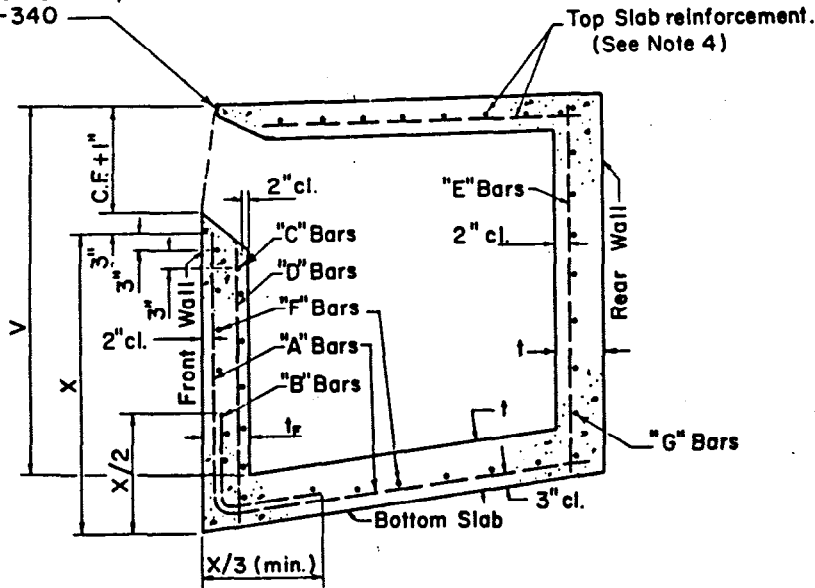 -340
Top Slab reinforcement.
(See Note 4)
C.F.+1"
2" cl.
"E" Bars
2" cl.
Rear Wall
"C" Bars
3"
3"
3"
"D" Bars
Front Wall
V
X
2" cl.
"F" Bars
"A" Bars
t
"B" Bars
X/2
tF
t
"G" Bars
3" cl.
Bottom Slab
X/3 (min.)